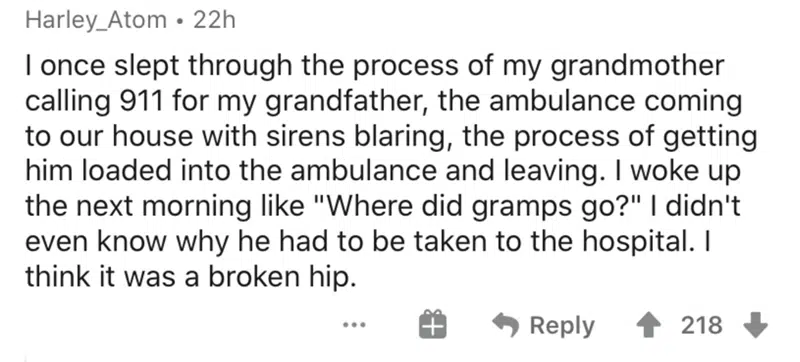 Harley_Atom • 22h
I once slept through the process of my grandmother
calling 911 for my grandfather, the ambulance coming
to our house with sirens blaring, the process of getting
him loaded into the ambulance and leaving. I woke up
the next morning like "Where did gramps go?" I didn't
even know why he had to be taken to the hospital. I
think it was a broken hip.
... Reply 218